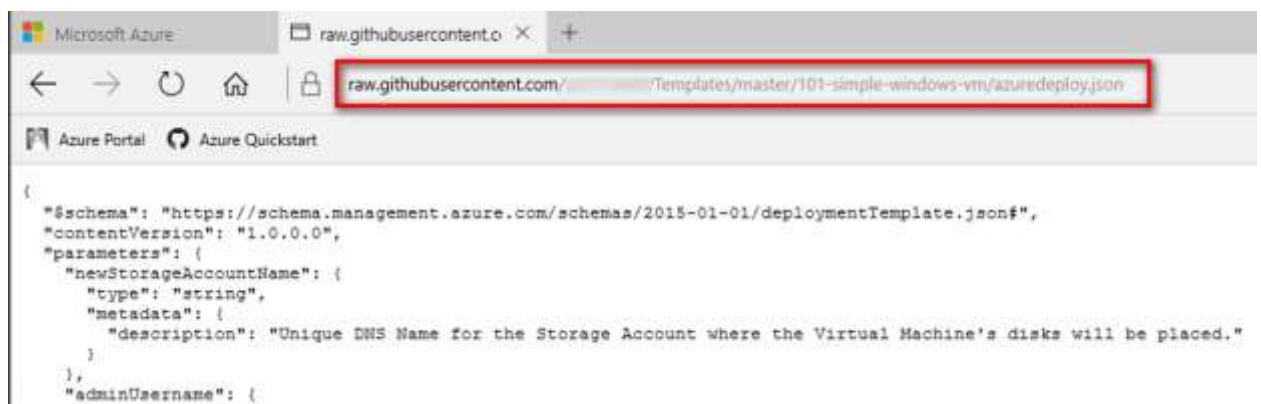 Microsoft Azure
raw.githubusercontent.co
raw.githubusercontent.com/ Templates/master/101-simple-windows-vm/azuredeploy.json
Azure Portal Azure Quickstart
{
"$schema": "https://schema.management.azure.com/schemas/2015-01-01/deploymentTemplate.json#",
"contentVersion": "1.0.0.0",
"parameters": {
"newStorageAccountName": {
"type": "string",
"metadata": {
"description": "Unique DNS Name for the Storage Account where the Virtual Machine's disks will be placed."
}
},
"adminUsername": {